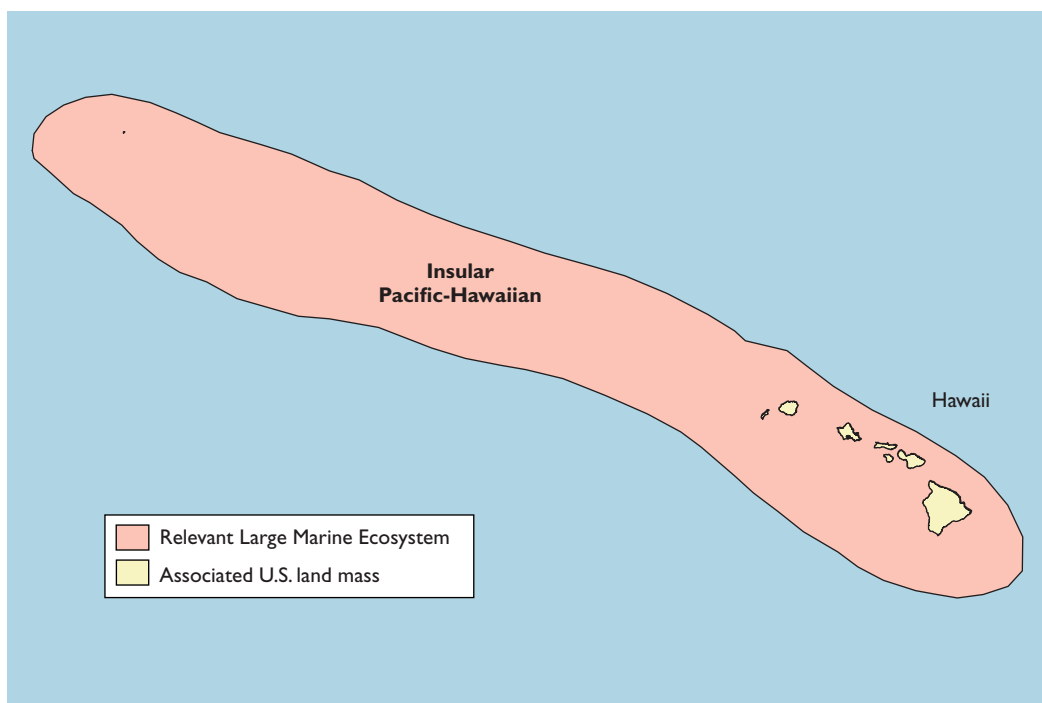 Insular
Pacific-Hawaiian
Hawaii
Relevant Large Marine Ecosystem
Associated U.S. land mass